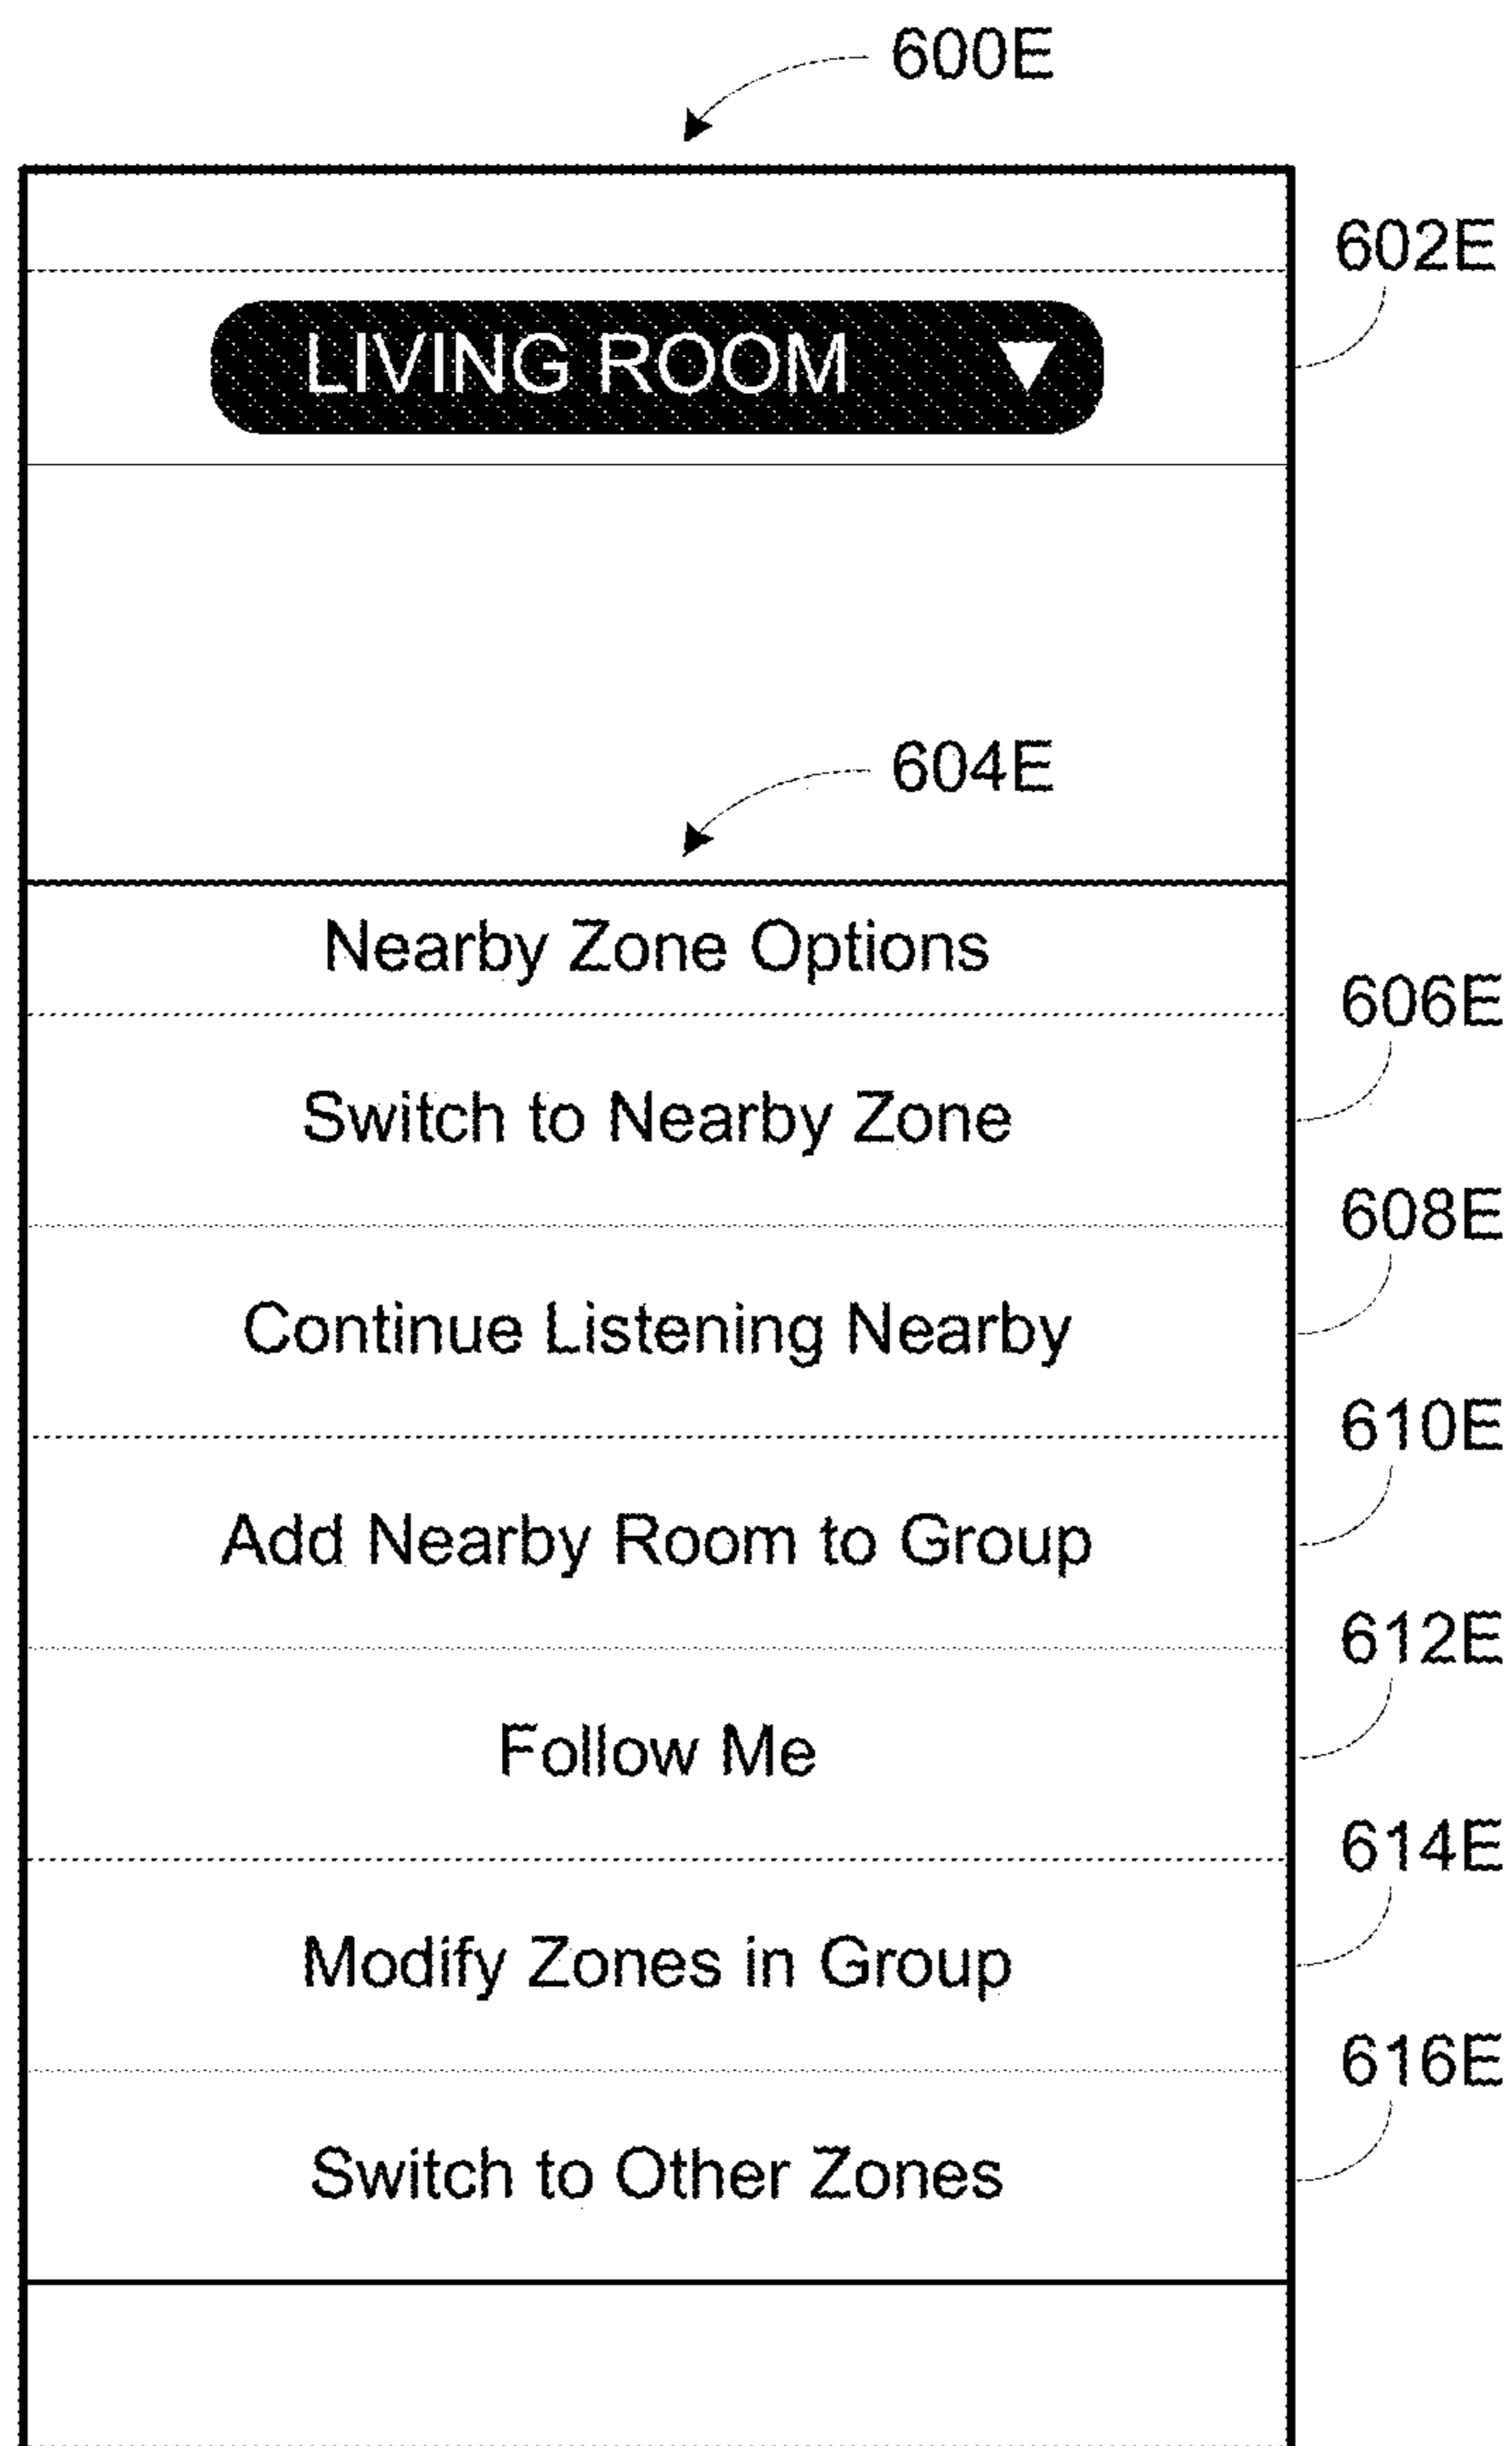 600E
602E
LIVING ROOM
604E
Nearby Zone Options
606E
Switch to Nearby Zone
608E
Continue Listening Nearby
610E
Add Nearby Room to Group
612E
Follow Me
614E
Modify Zones in Group
616E
Switch to Other Zones